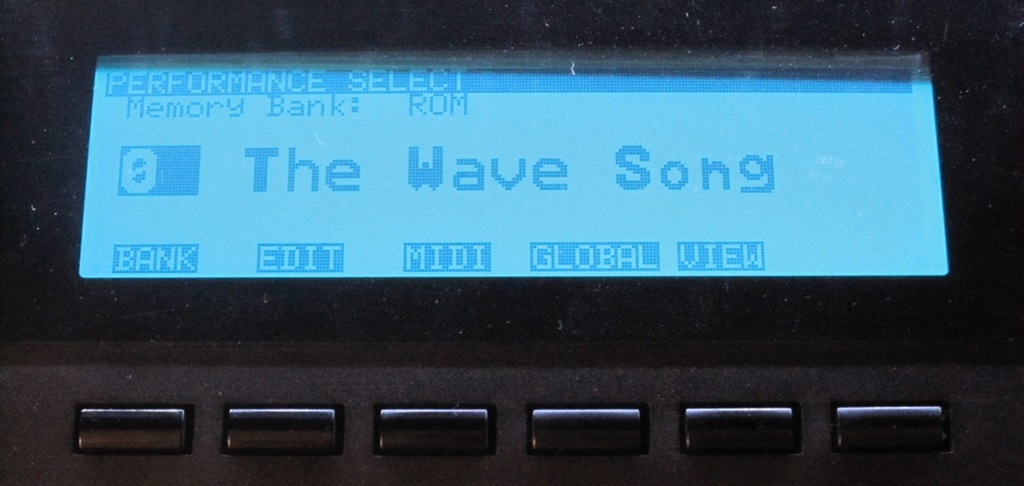 PERFORMANCE SELECT
Memory Bank: ROM
0 The Wave Song
BANK EDIT MIDI GLOBAL VIEW